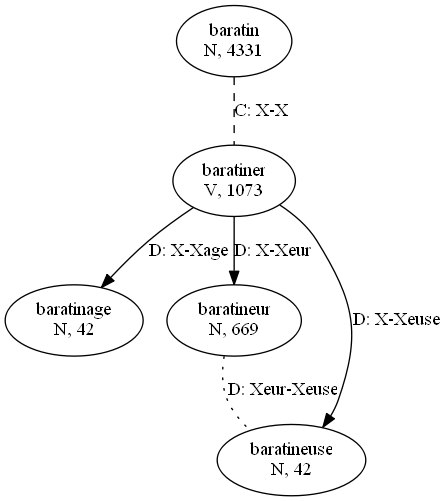 baratin
N, 4331
C: X-X
baratiner
V, 1073
D: X-Xage
D: X-Xeur
baratinage
N, 42
baratineur
N, 669
D: X-Xeuse
D: Xeur-Xeuse
baratineuse
N, 42